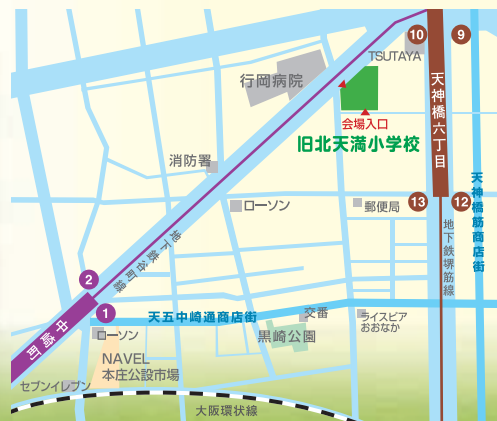 10
9
TSUTAYA
行岡病院
天神橋六丁目
会場入口
旧北天満小学校
消防署
天神橋筋商店街
ローソン
郵便局
13
12
地下鉄谷町線
地下鉄堺筋線
2
1
天五中崎通商店街
交番
ライスピア
おおなか
中崎町
ローソン
黒崎公園
NAVEL
本庄公設市場
セブンイレブン
大阪環状線